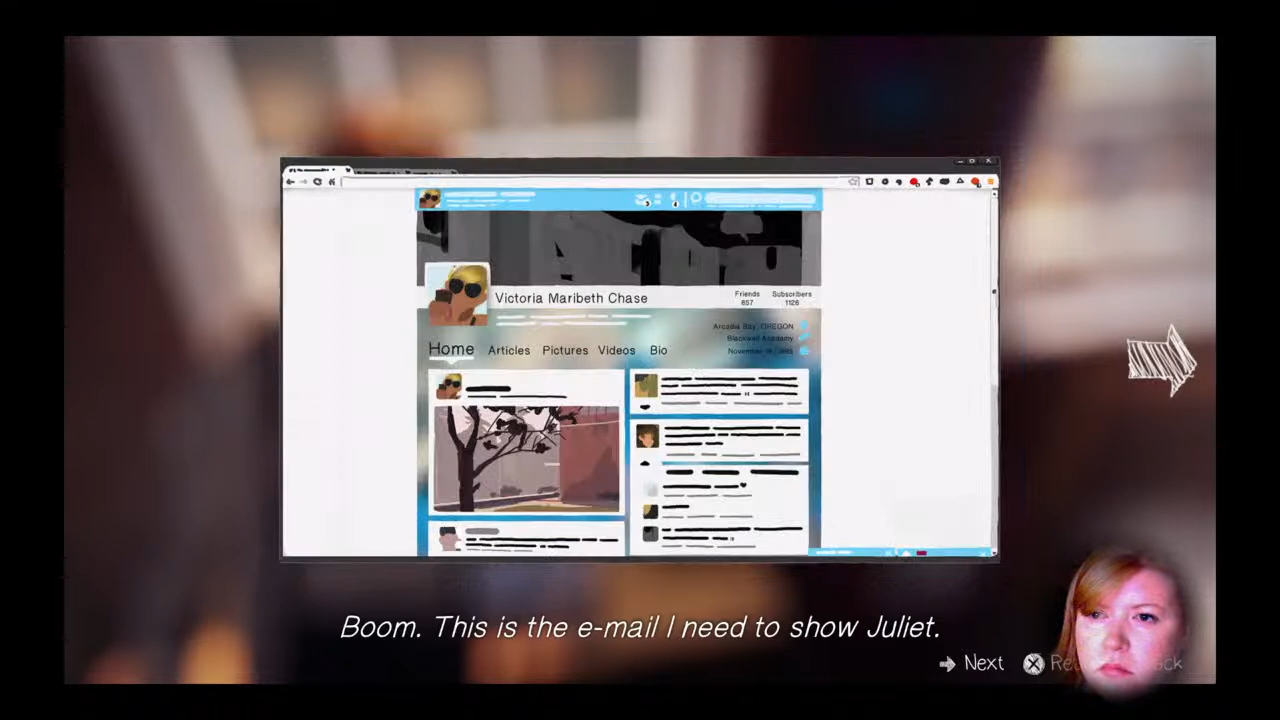 Victoria Maribeth Chase
Friends
857
Subscribers
1126
Arcadia Bay, OREGON
Blackwell Academy
Home Articles Pictures Videos Bio
Boom. This is the e-mail I need to show Juliet.
Next